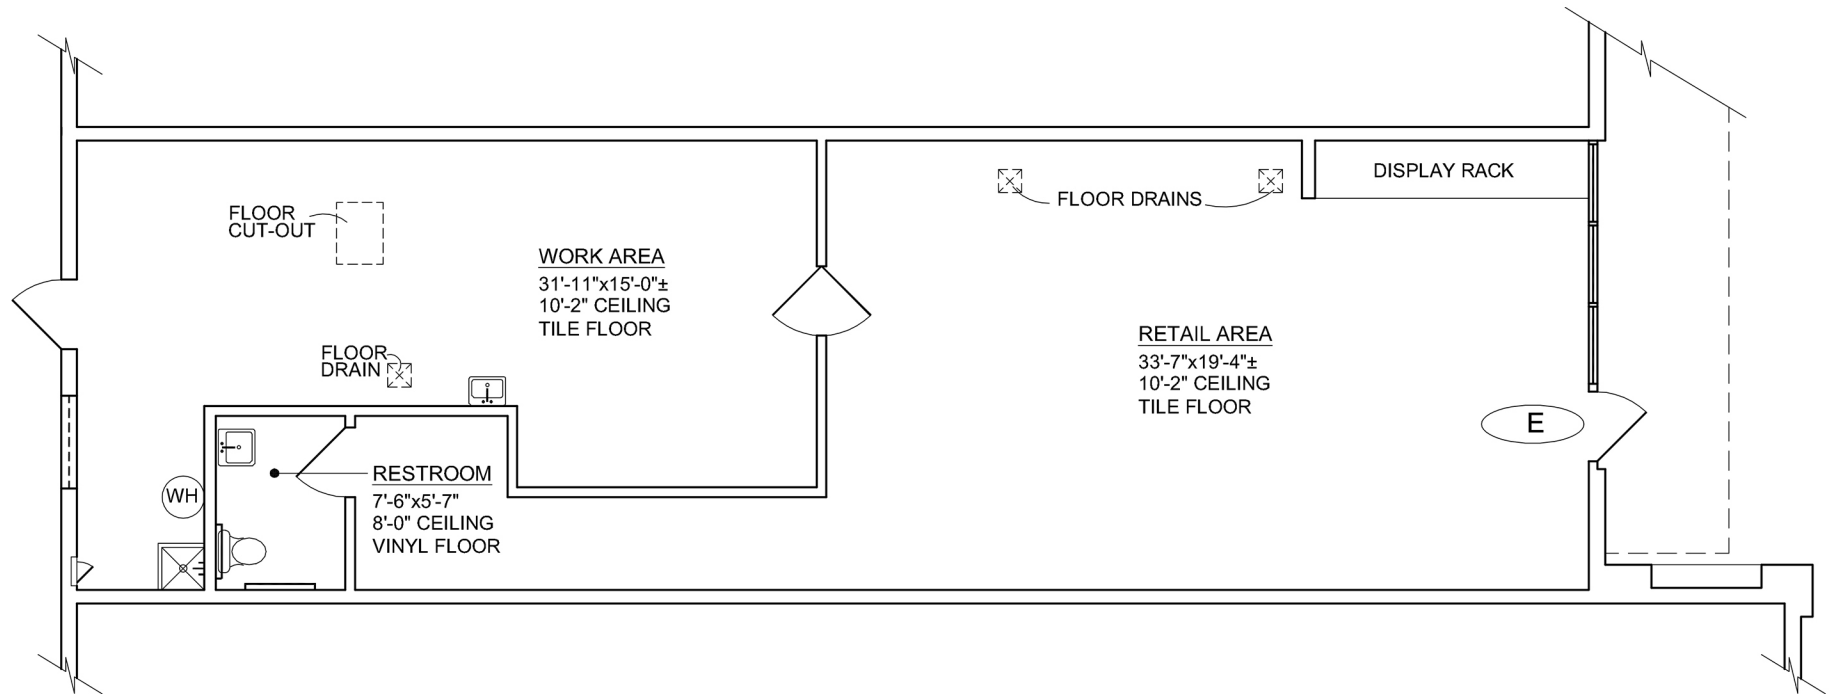 DISPLAY RACK
FLOOR DRAINS
FLOOR
CUT-OUT
WORK AREA
31'-11"x15'-0"±
10'-2" CEILING
TILE FLOOR
RETAIL AREA
33'-7"x19'-4"±
10'-2" CEILING
TILE FLOOR
FLOOR
DRAIN
E
RESTROOM
7'-6"x5'-7"
8'-0" CEILING
VINYL FLOOR
WH